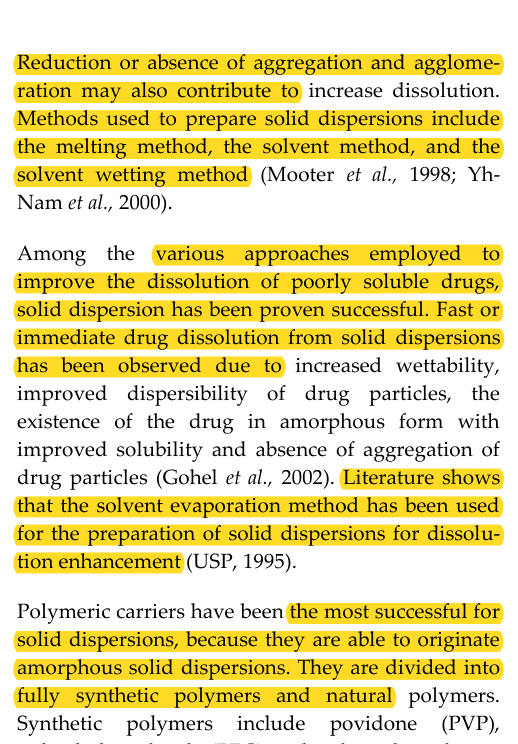 Reduction or absence of aggregation and agglome-
ration may also contribute to increase dissolution.
Methods used to prepare solid dispersions include
the melting method, the solvent method, and the
solvent wetting method (Mooter et al., 1998; Yh-
Nam et al., 2000).
Among the various approaches employed to
improve the dissolution of poorly soluble drugs,
solid dispersion has been proven successful. Fast or
immediate drug dissolution from solid dispersions
has been observed due to increased wettability,
improved dispersibility of drug particles, the
existence of the drug in amorphous form with
improved solubility and absence of aggregation of
drug particles (Gohel et al., 2002). Literature shows
that the solvent evaporation method has been used
for the preparation of solid dispersions for dissolu-
tion enhancement (USP, 1995).
Polymeric carriers have been the most successful for
solid dispersions, because they are able to originate
amorphous solid dispersions. They are divided into
fully synthetic polymers and natural polymers.
Synthetic polymers include povidone (PVP),